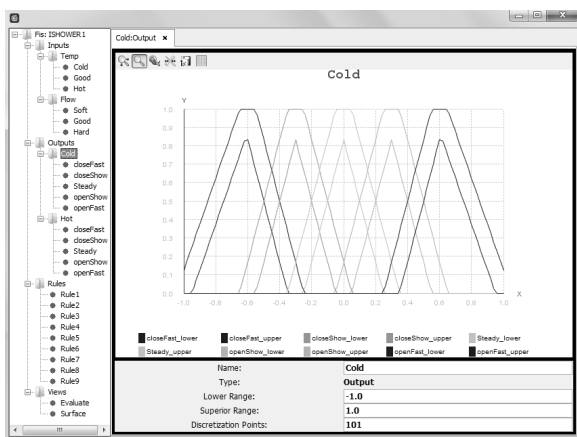 Fis: ISHOWER1
Inputs
Temp
Cold
Good
Hot
Flow
Soft
Good
Hard
Outputs
Cold
closeFast
closeShow
Steady
openShow
openFast
Hot
closeFast
closeShow
Steady
openShow
openFast
Rules
Rule1
Rule2
Rule3
Rule4
Rule5
Rule6
Rule7
Rule8
Rule9
Views
Evaluate
Surface
Cold:Output ×
Cold
Y
1.0
0.9
0.8
0.7
0.6
0.5
0.4
0.3
0.2
0.1
0.0
X
-1.0 -0.8 -0.6 -0.4 -0.2 0.0 0.2 0.4 0.6 0.8 1.0
closeFast_lower closeFast_upper closeShow_lower closeShow_upper Steady_lower
Steady_upper openShow_lower openShow_upper openFast_lower openFast_upper
Name: Cold
Type: Output
Lower Range: -1.0
Superior Range: 1.0
Discretization Points: 101